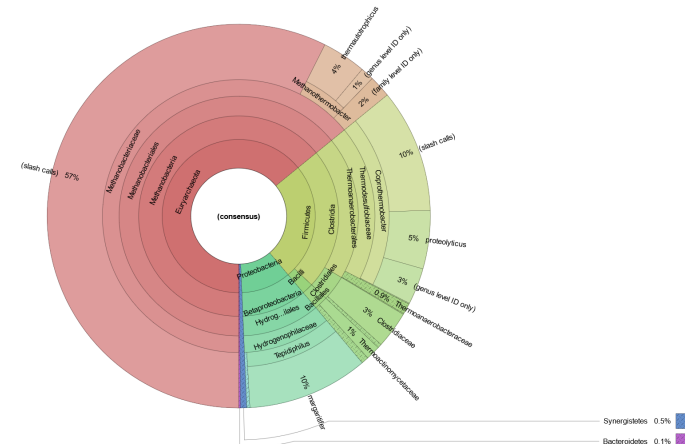 (consensus)
Euryarchaeota
Methanobacteria
Methanobacteriales
Methanobacteriaceae
(slash calls) 57%
Methanothermobacter
4% thermautotrophicus
1% (genus level ID only)
2% (family level ID only)
Firmicutes
Clostridia
Thermoanaerobacterales
Thermodesulfobiaceae
Coprothermobacter
10% (slash calls)
5% proteolyticus
3% (genus level ID only)
0.9% Thermoanaerobacteraceae
Clostridiales
3% Clostridiaceae
Bacilli
Bacillales
1% Thermoactinomycetaceae
Proteobacteria
Betaproteobacteria
Hydrog...ilales
Hydrogenophilaceae
Tepidiphilus
10% margaritifer
Synergistetes 0.5%
Bacteroidetes 0.1%